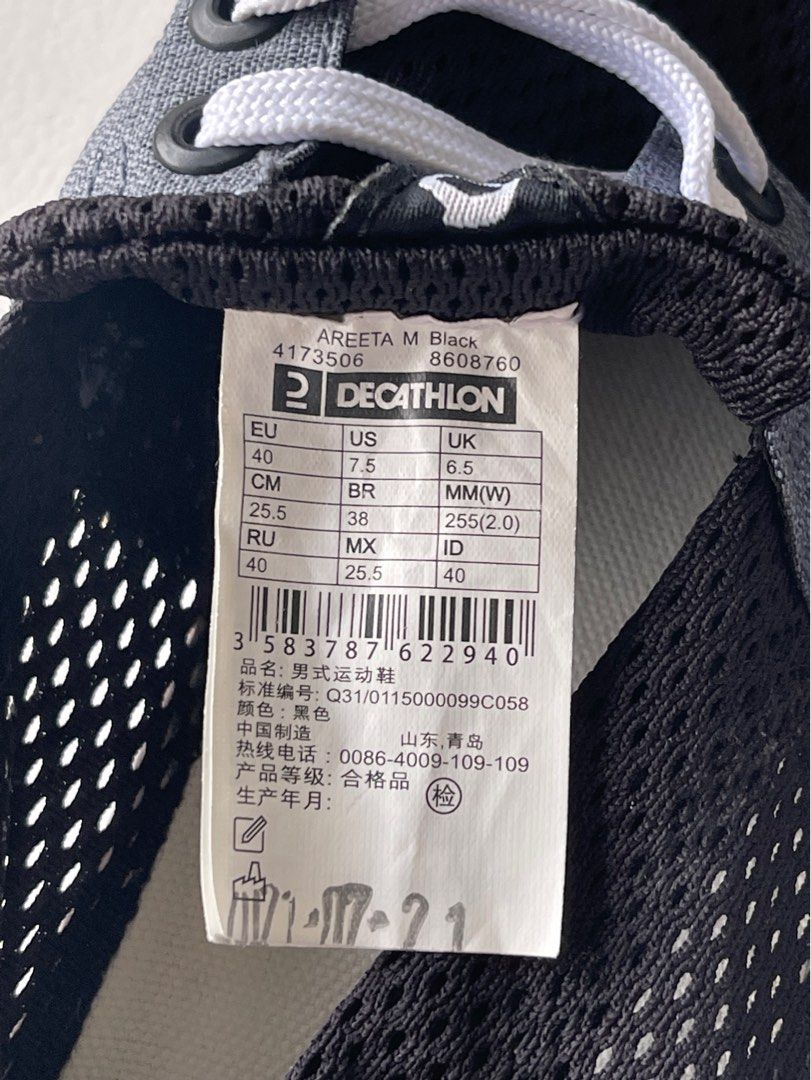 AREETA M Black
4173506 8608760
DECATHLON
EU US UK
40 7.5 6.5
CM BR MM(W)
25.5 38 255(2.0)
RU MX ID
40 25.5 40
3 583787 622940
品名: 男式运动鞋
标准编号: Q31/0115000099C058
颜色: 黑色
中国制造 山东,青岛
热线电话: 0086-4009-109-109
产品等级: 合格品
生产年月: 检